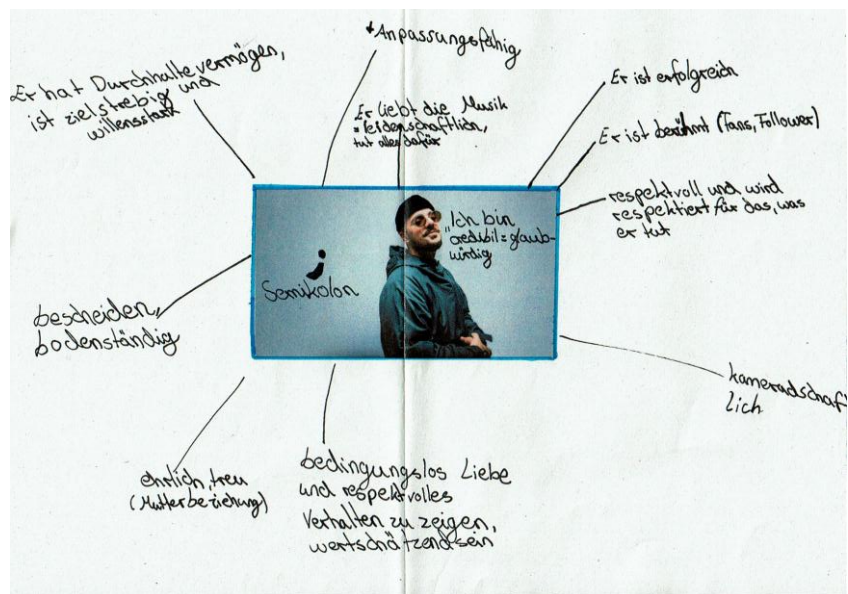 Er hat Durchhaltevermögen,
ist zielstrebig und
willensstark
*Anpassungsfähig
Er liebt die Musik
= leidenschaftlich,
tut alles dafür
Er ist erfolgreich
Er ist berühmt (Fans, Follower)
respektvoll und wird
respektiert für das, was
er tut
„Ich bin
credibil = glaub-
würdig
;
Semikolon
bescheiden,
bodenständig
kameradschaft
lich
ehrlich, treu
(Mutterbeziehung)
bedingungslos Liebe
und respektvolles
Verhalten zu zeigen,
wertschätzend sein